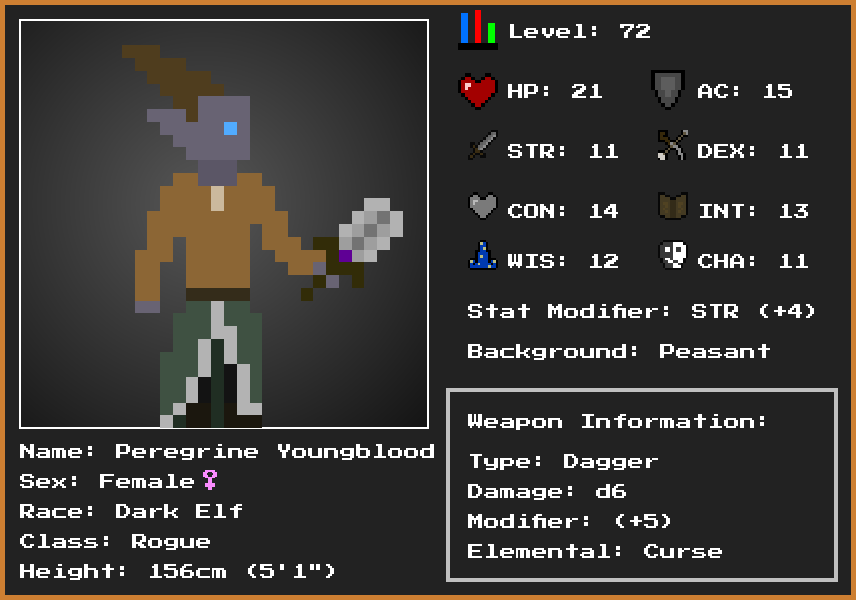 Level: 72
HP: 21 AC: 15
STR: 11 DEX: 11
CON: 14 INT: 13
WIS: 12 CHA: 11
Stat Modifier: STR (+4)
Background: Peasant
Weapon Information:
Type: Dagger
Damage: d6
Modifier: (+5)
Elemental: Curse
Name: Peregrine Youngblood
Sex: Female♀
Race: Dark Elf
Class: Rogue
Height: 156cm (5'1")